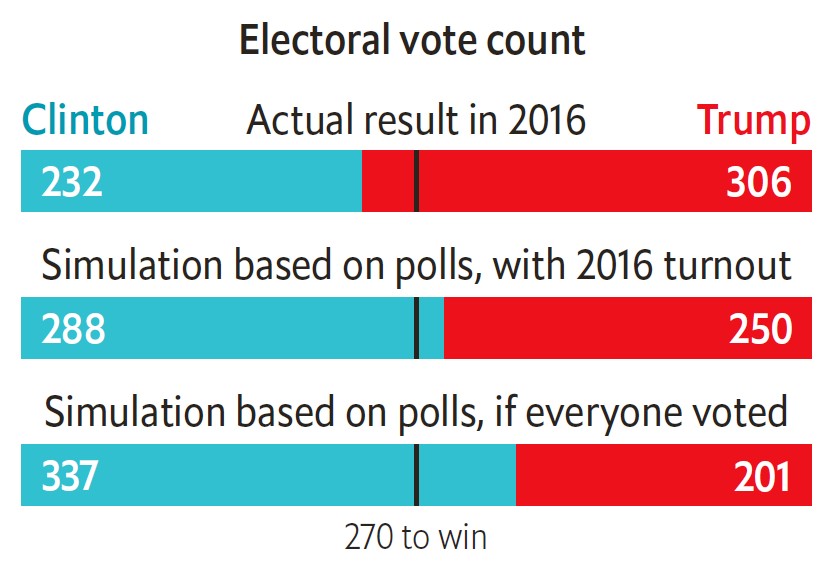 Electoral vote count
Clinton Actual result in 2016 Trump
232 306
Simulation based on polls, with 2016 turnout
288 250
Simulation based on polls, if everyone voted
337 201
270 to win